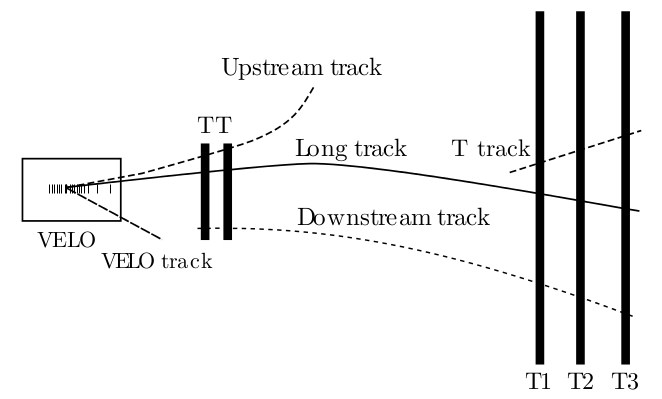 Upstream track
TT
Long track
T track
Downstream track
VELO
VELO track
T1 T2 T3